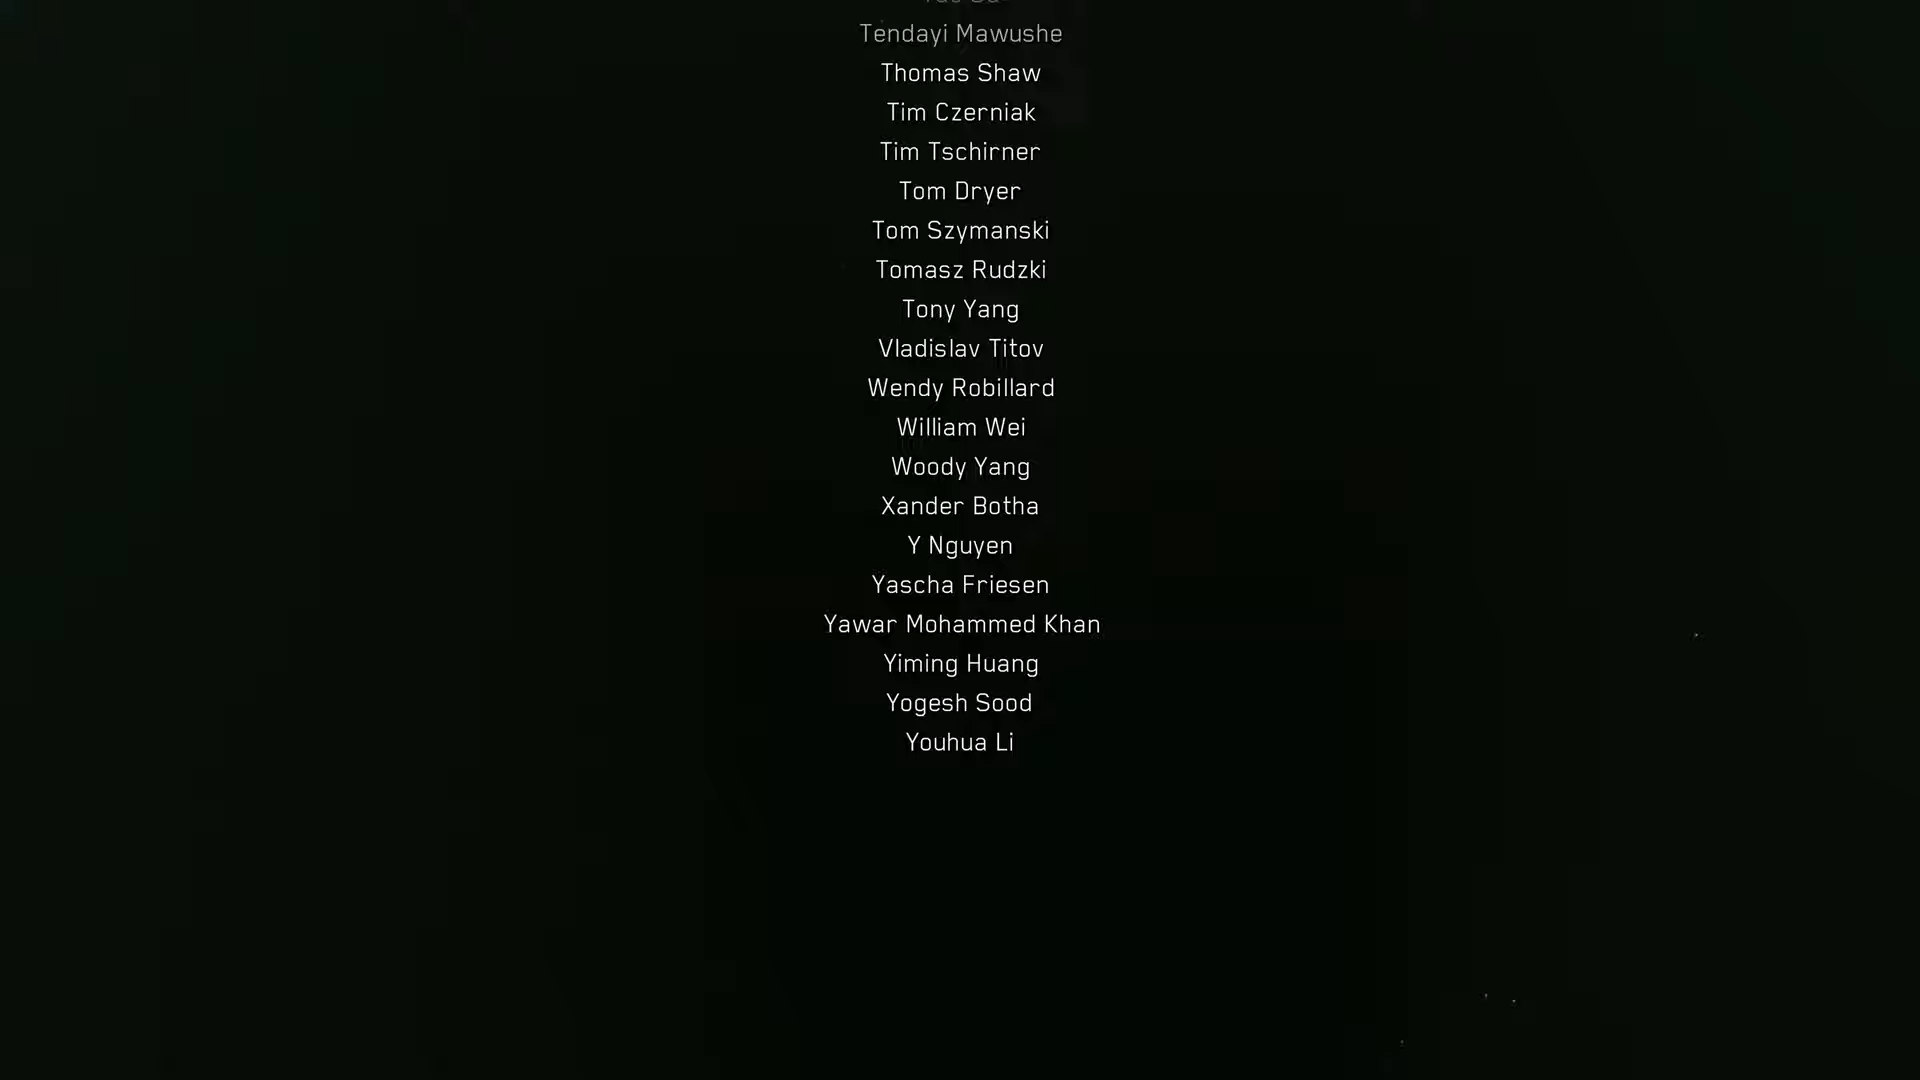 Tendayi Mawushe
Thomas Shaw
Tim Czerniak
Tim Tschirner
Tom Dryer
Tom Szymanski
Tomasz Rudzki
Tony Yang
Vladislav Titov
Wendy Robillard
William Wei
Woody Yang
Xander Botha
Y Nguyen
Yascha Friesen
Yawar Mohammed Khan
Yiming Huang
Yogesh Sood
Youhua Li